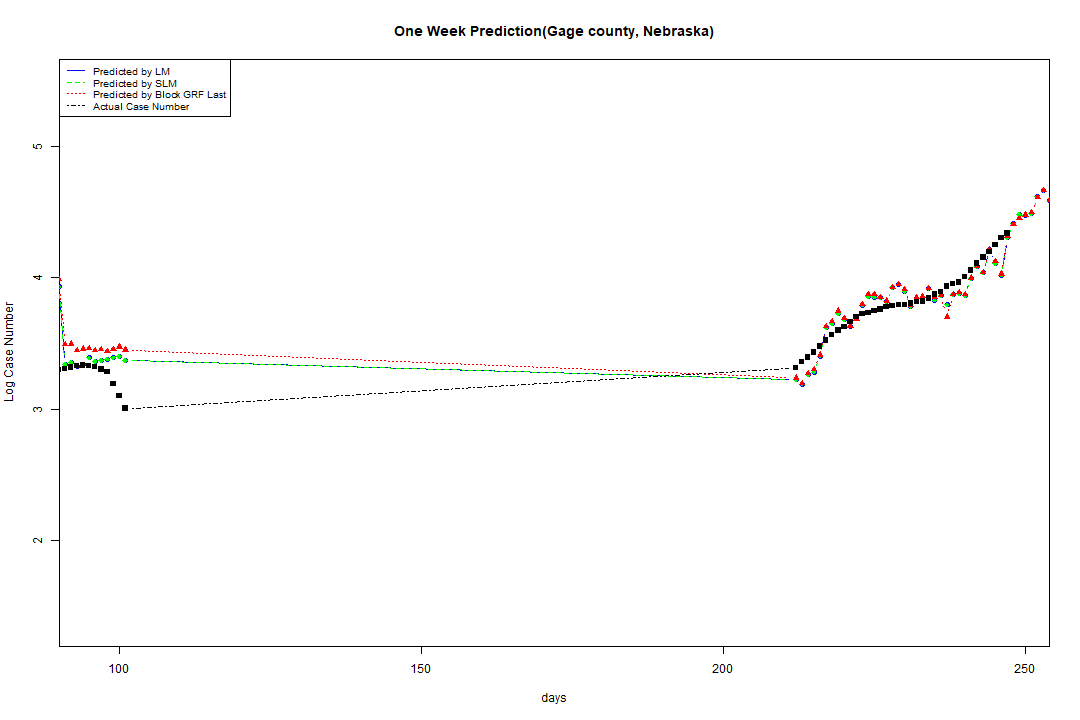 One Week Prediction(Gage county, Nebraska)
Predicted by LM
Predicted by SLM
Predicted by Block GRF Last
Actual Case Number
5
4
3
2
Log Case Number
100 150 200 250
days